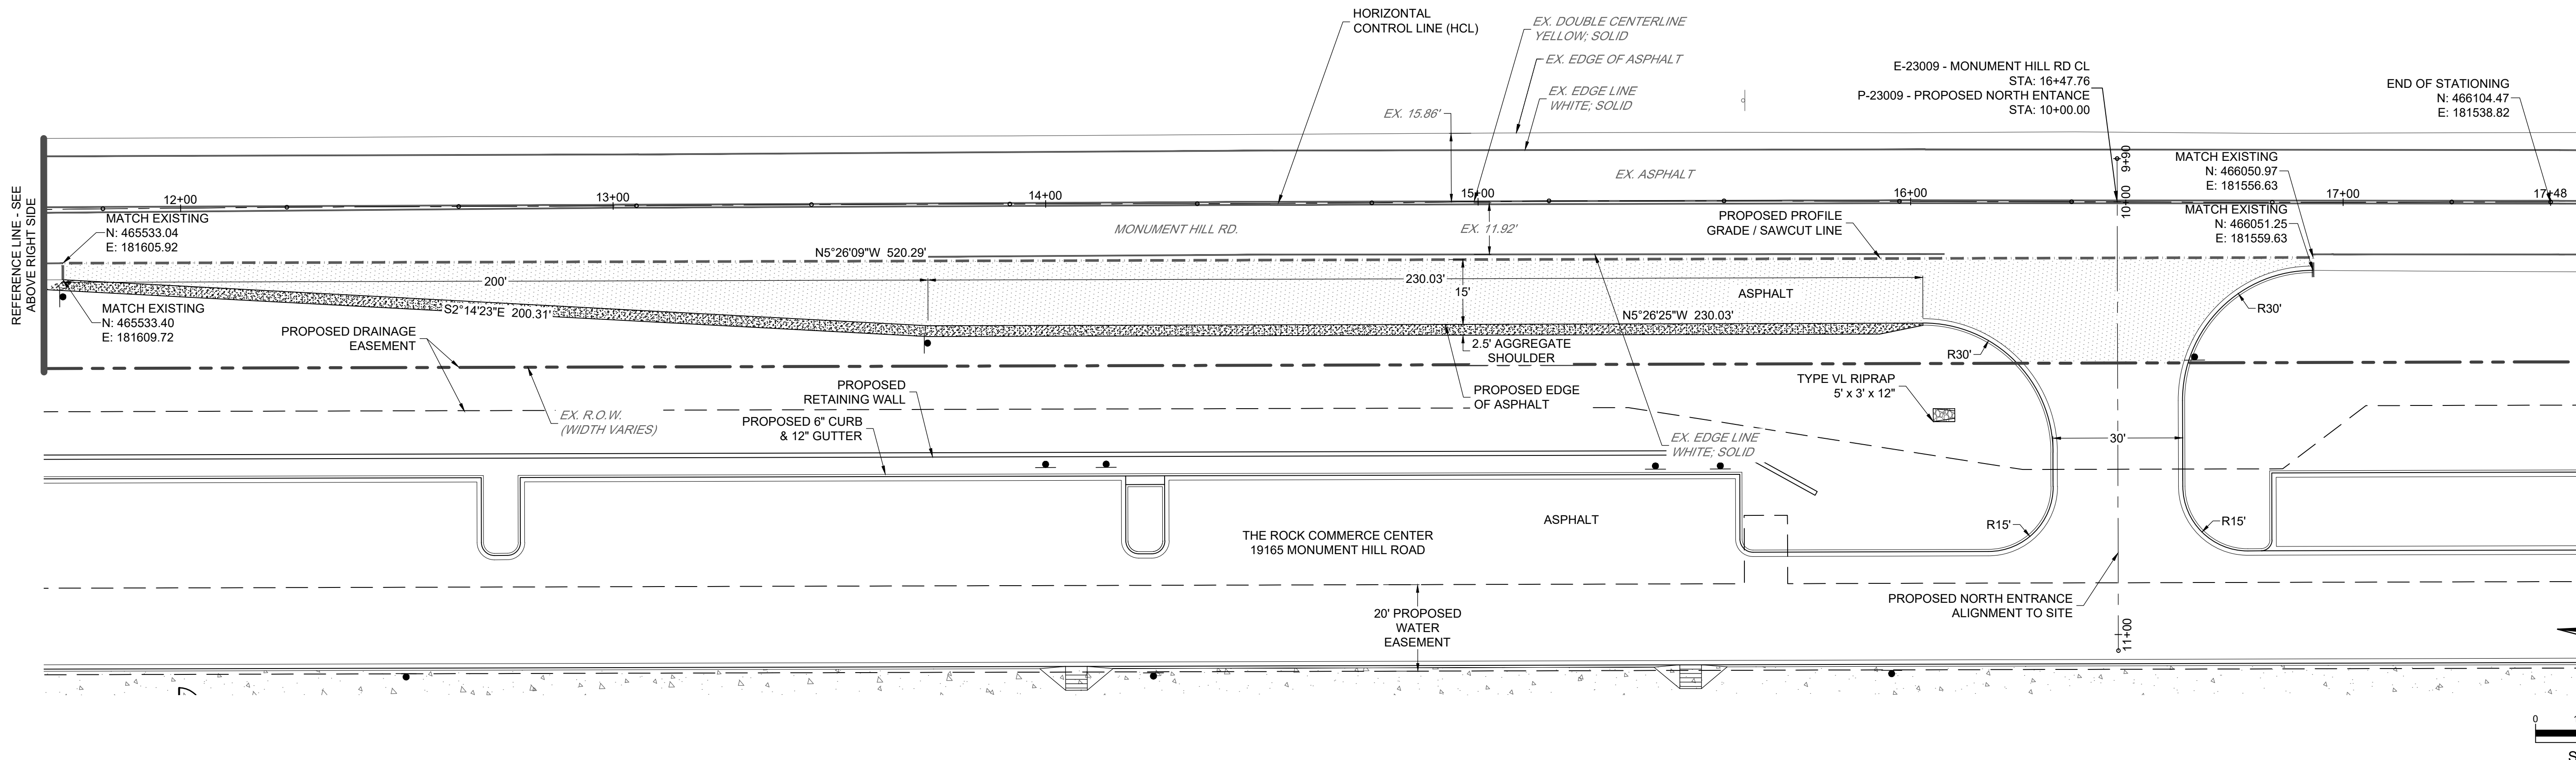 HORIZONTAL
CONTROL LINE (HCL)
EX. DOUBLE CENTERLINE
YELLOW; SOLID
EX. EDGE OF ASPHALT
EX. EDGE LINE
WHITE; SOLID
EX. 15.86'
E-23009 - MONUMENT HILL RD CL
STA: 16+47.76
P-23009 - PROPOSED NORTH ENTANCE
STA: 10+00.00
END OF STATIONING
N: 466104.47
E: 181538.82
REFERENCE LINE - SEE
ABOVE RIGHT SIDE
12+00
13+00
14+00
15+00
16+00
17+00
17+48
9+90
10+00
11+00
EX. ASPHALT
MATCH EXISTING
N: 466050.97
E: 181556.63
MATCH EXISTING
N: 466051.25
E: 181559.63
MATCH EXISTING
N: 465533.04
E: 181605.92
MONUMENT HILL RD.
EX. 11.92'
PROPOSED PROFILE
GRADE / SAWCUT LINE
N5°26'09"W 520.29'
200'
230.03'
15'
ASPHALT
MATCH EXISTING
N: 465533.40
E: 181609.72
S2°14'23"E 200.31'
N5°26'25"W 230.03'
R30'
R30'
PROPOSED DRAINAGE
EASEMENT
2.5' AGGREGATE
SHOULDER
PROPOSED
RETAINING WALL
PROPOSED EDGE
OF ASPHALT
TYPE VL RIPRAP
5' x 3' x 12"
EX. R.O.W.
(WIDTH VARIES)
PROPOSED 6" CURB
& 12" GUTTER
EX. EDGE LINE
WHITE; SOLID
30'
ASPHALT
THE ROCK COMMERCE CENTER
19165 MONUMENT HILL ROAD
R15'
R15'
20' PROPOSED
WATER
EASEMENT
PROPOSED NORTH ENTRANCE
ALIGNMENT TO SITE
0